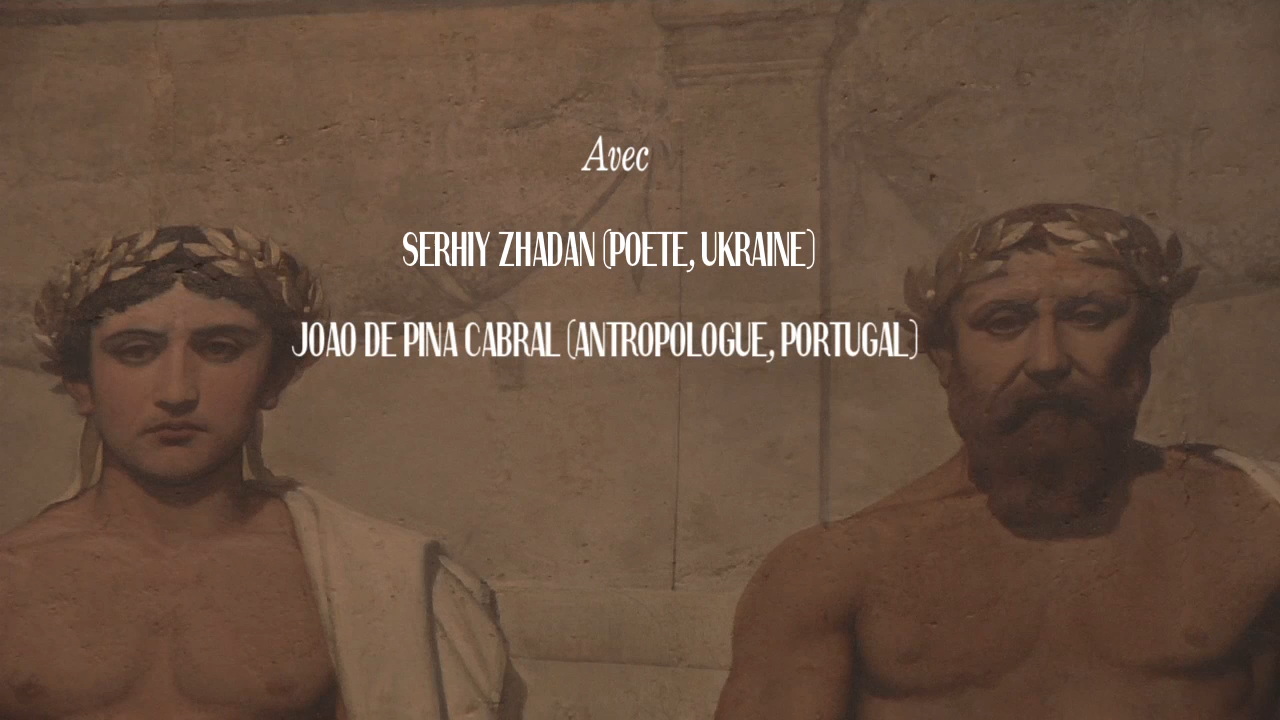 Avec
SERHIY ZHADAN (POETE, UKRAINE)
JOAO DE PINA CABRAL (ANTROPOLOGUE, PORTUGAL)